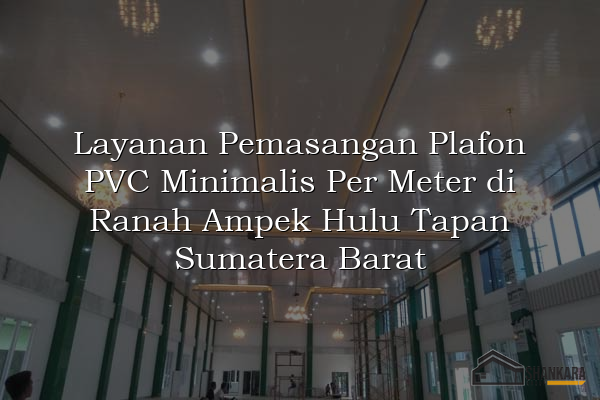 Layanan Pemasangan Plafon
PVC Minimalis Per Meter di
Ranah Ampek Hulu Tapan
Sumatera Barat